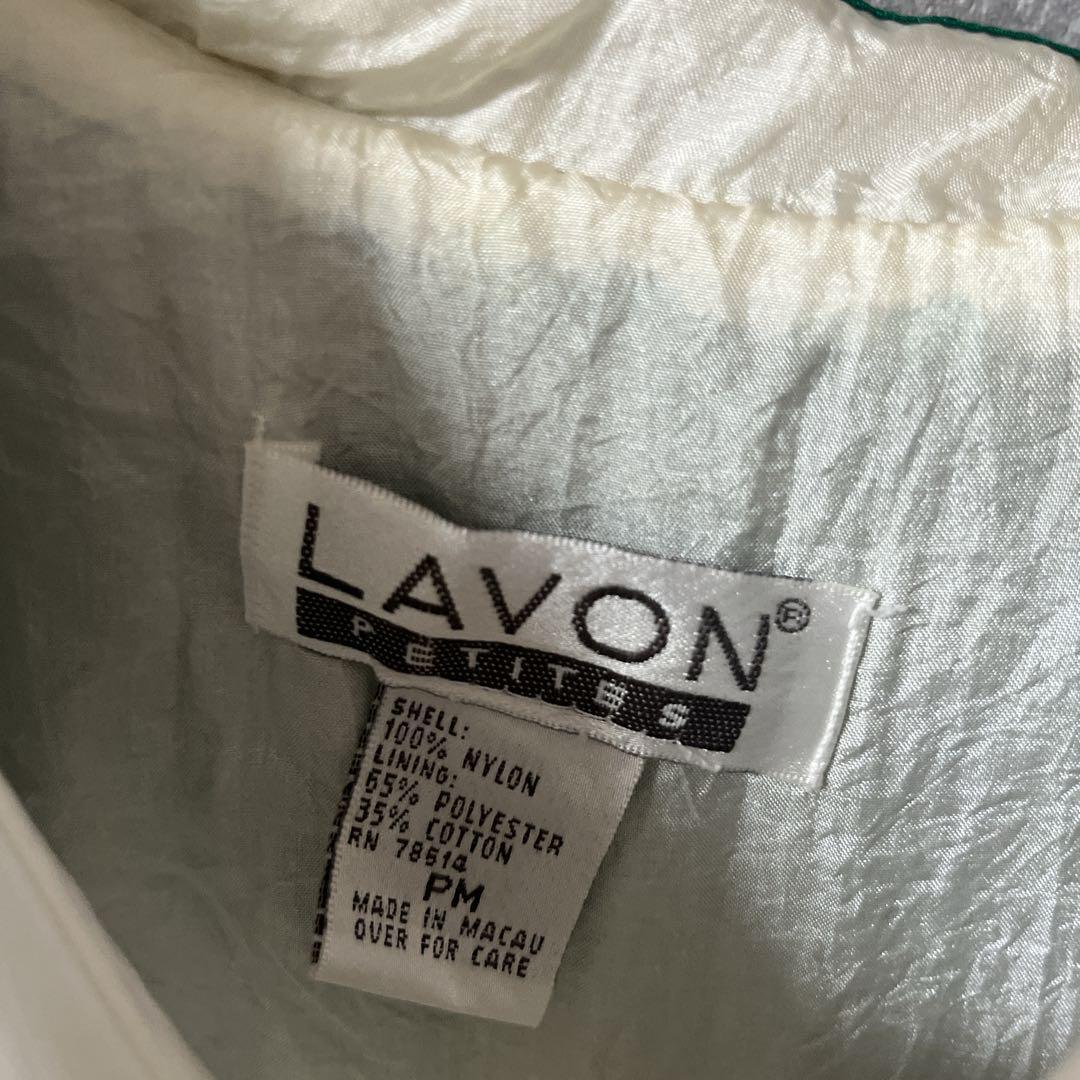 LAVON®
PETITES
SHELL:
100% NYLON
LINING:
65% POLYESTER
35% COTTON
RN 78514
PM
MADE IN MACAU
OVER FOR CARE